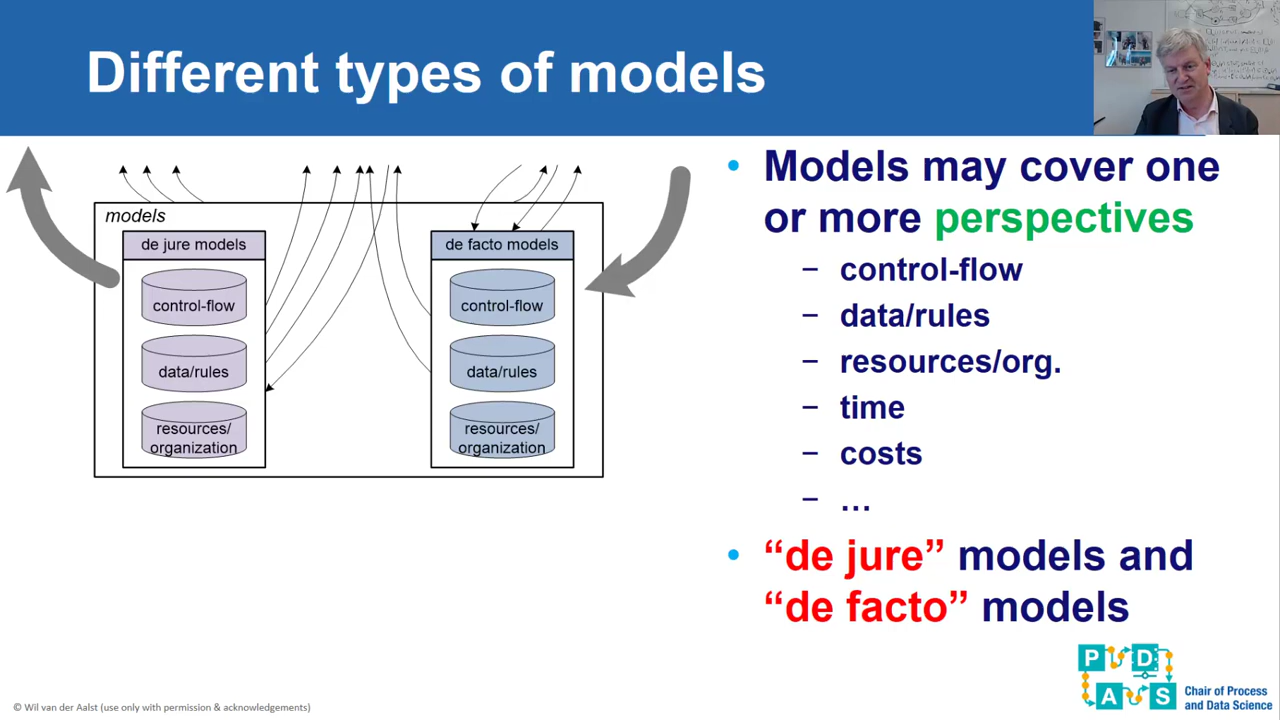 Different types of models
models
de jure models
control-flow
data/rules
resources/
organization
de facto models
control-flow
data/rules
resources/
organization
• Models may cover one
or more perspectives
– control-flow
– data/rules
– resources/org.
– time
– costs
– …
• “de jure” models and
“de facto” models
P D
A S
Chair of Process
and Data Science
© Wil van der Aalst (use only with permission & acknowledgements)